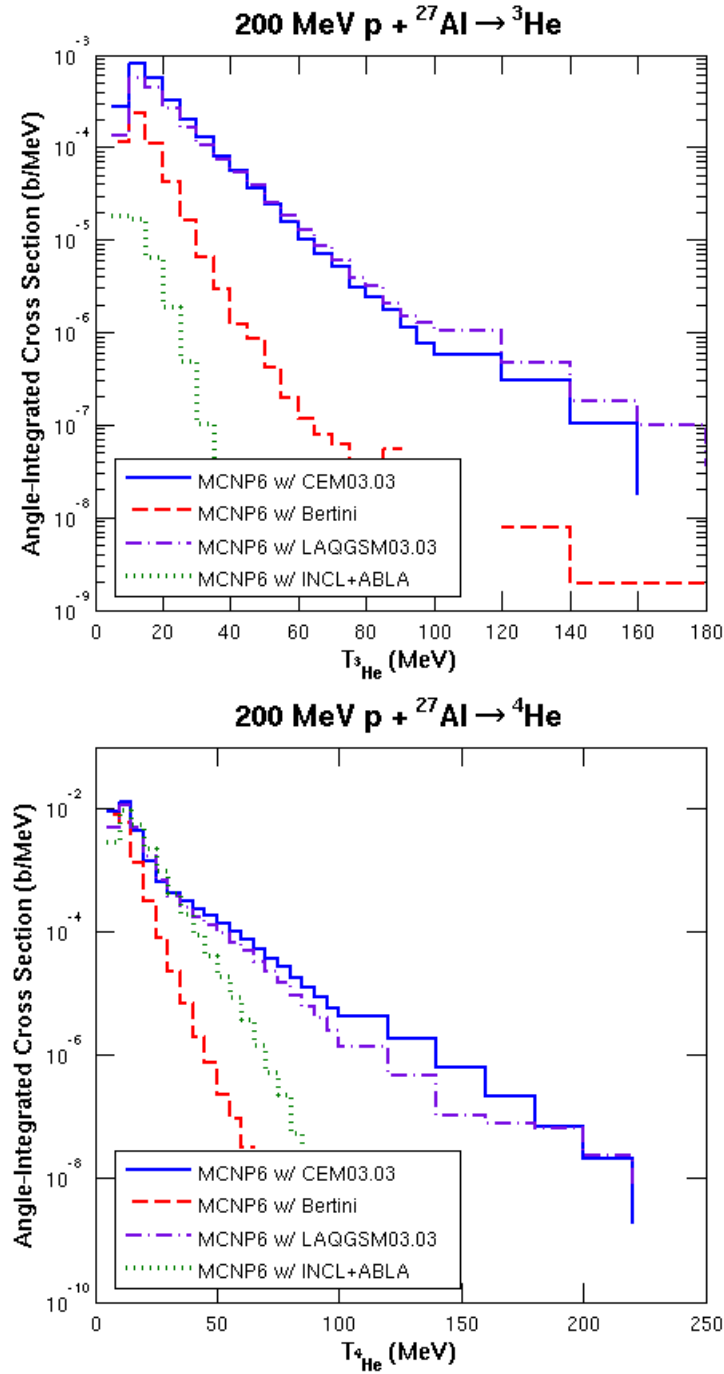 200 MeV p + ²⁷Al → ³He
Angle-Integrated Cross Section (b/MeV)
10⁻³
10⁻⁴
10⁻⁵
10⁻⁶
10⁻⁷
10⁻⁸
10⁻⁹
MCNP6 w/ CEM03.03
MCNP6 w/ Bertini
MCNP6 w/ LAQGSM03.03
MCNP6 w/ INCL+ABLA
0 20 40 60 80 100 120 140 160 180
T³He (MeV)
200 MeV p + ²⁷Al → ⁴He
Angle-Integrated Cross Section (b/MeV)
10⁻²
10⁻⁴
10⁻⁶
10⁻⁸
10⁻¹⁰
MCNP6 w/ CEM03.03
MCNP6 w/ Bertini
MCNP6 w/ LAQGSM03.03
MCNP6 w/ INCL+ABLA
0 50 100 150 200 250
T⁴He (MeV)